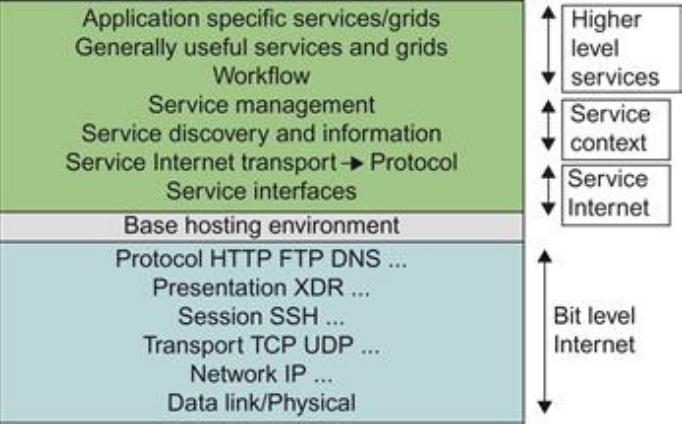 Application specific services/grids
Generally useful services and grids
Workflow
Service management
Service discovery and information
Service Internet transport → Protocol
Service interfaces
Base hosting environment
Protocol HTTP FTP DNS ...
Presentation XDR ...
Session SSH ...
Transport TCP UDP ...
Network IP ...
Data link/Physical
Higher
level
services
Service
context
Service
Internet
Bit level
Internet